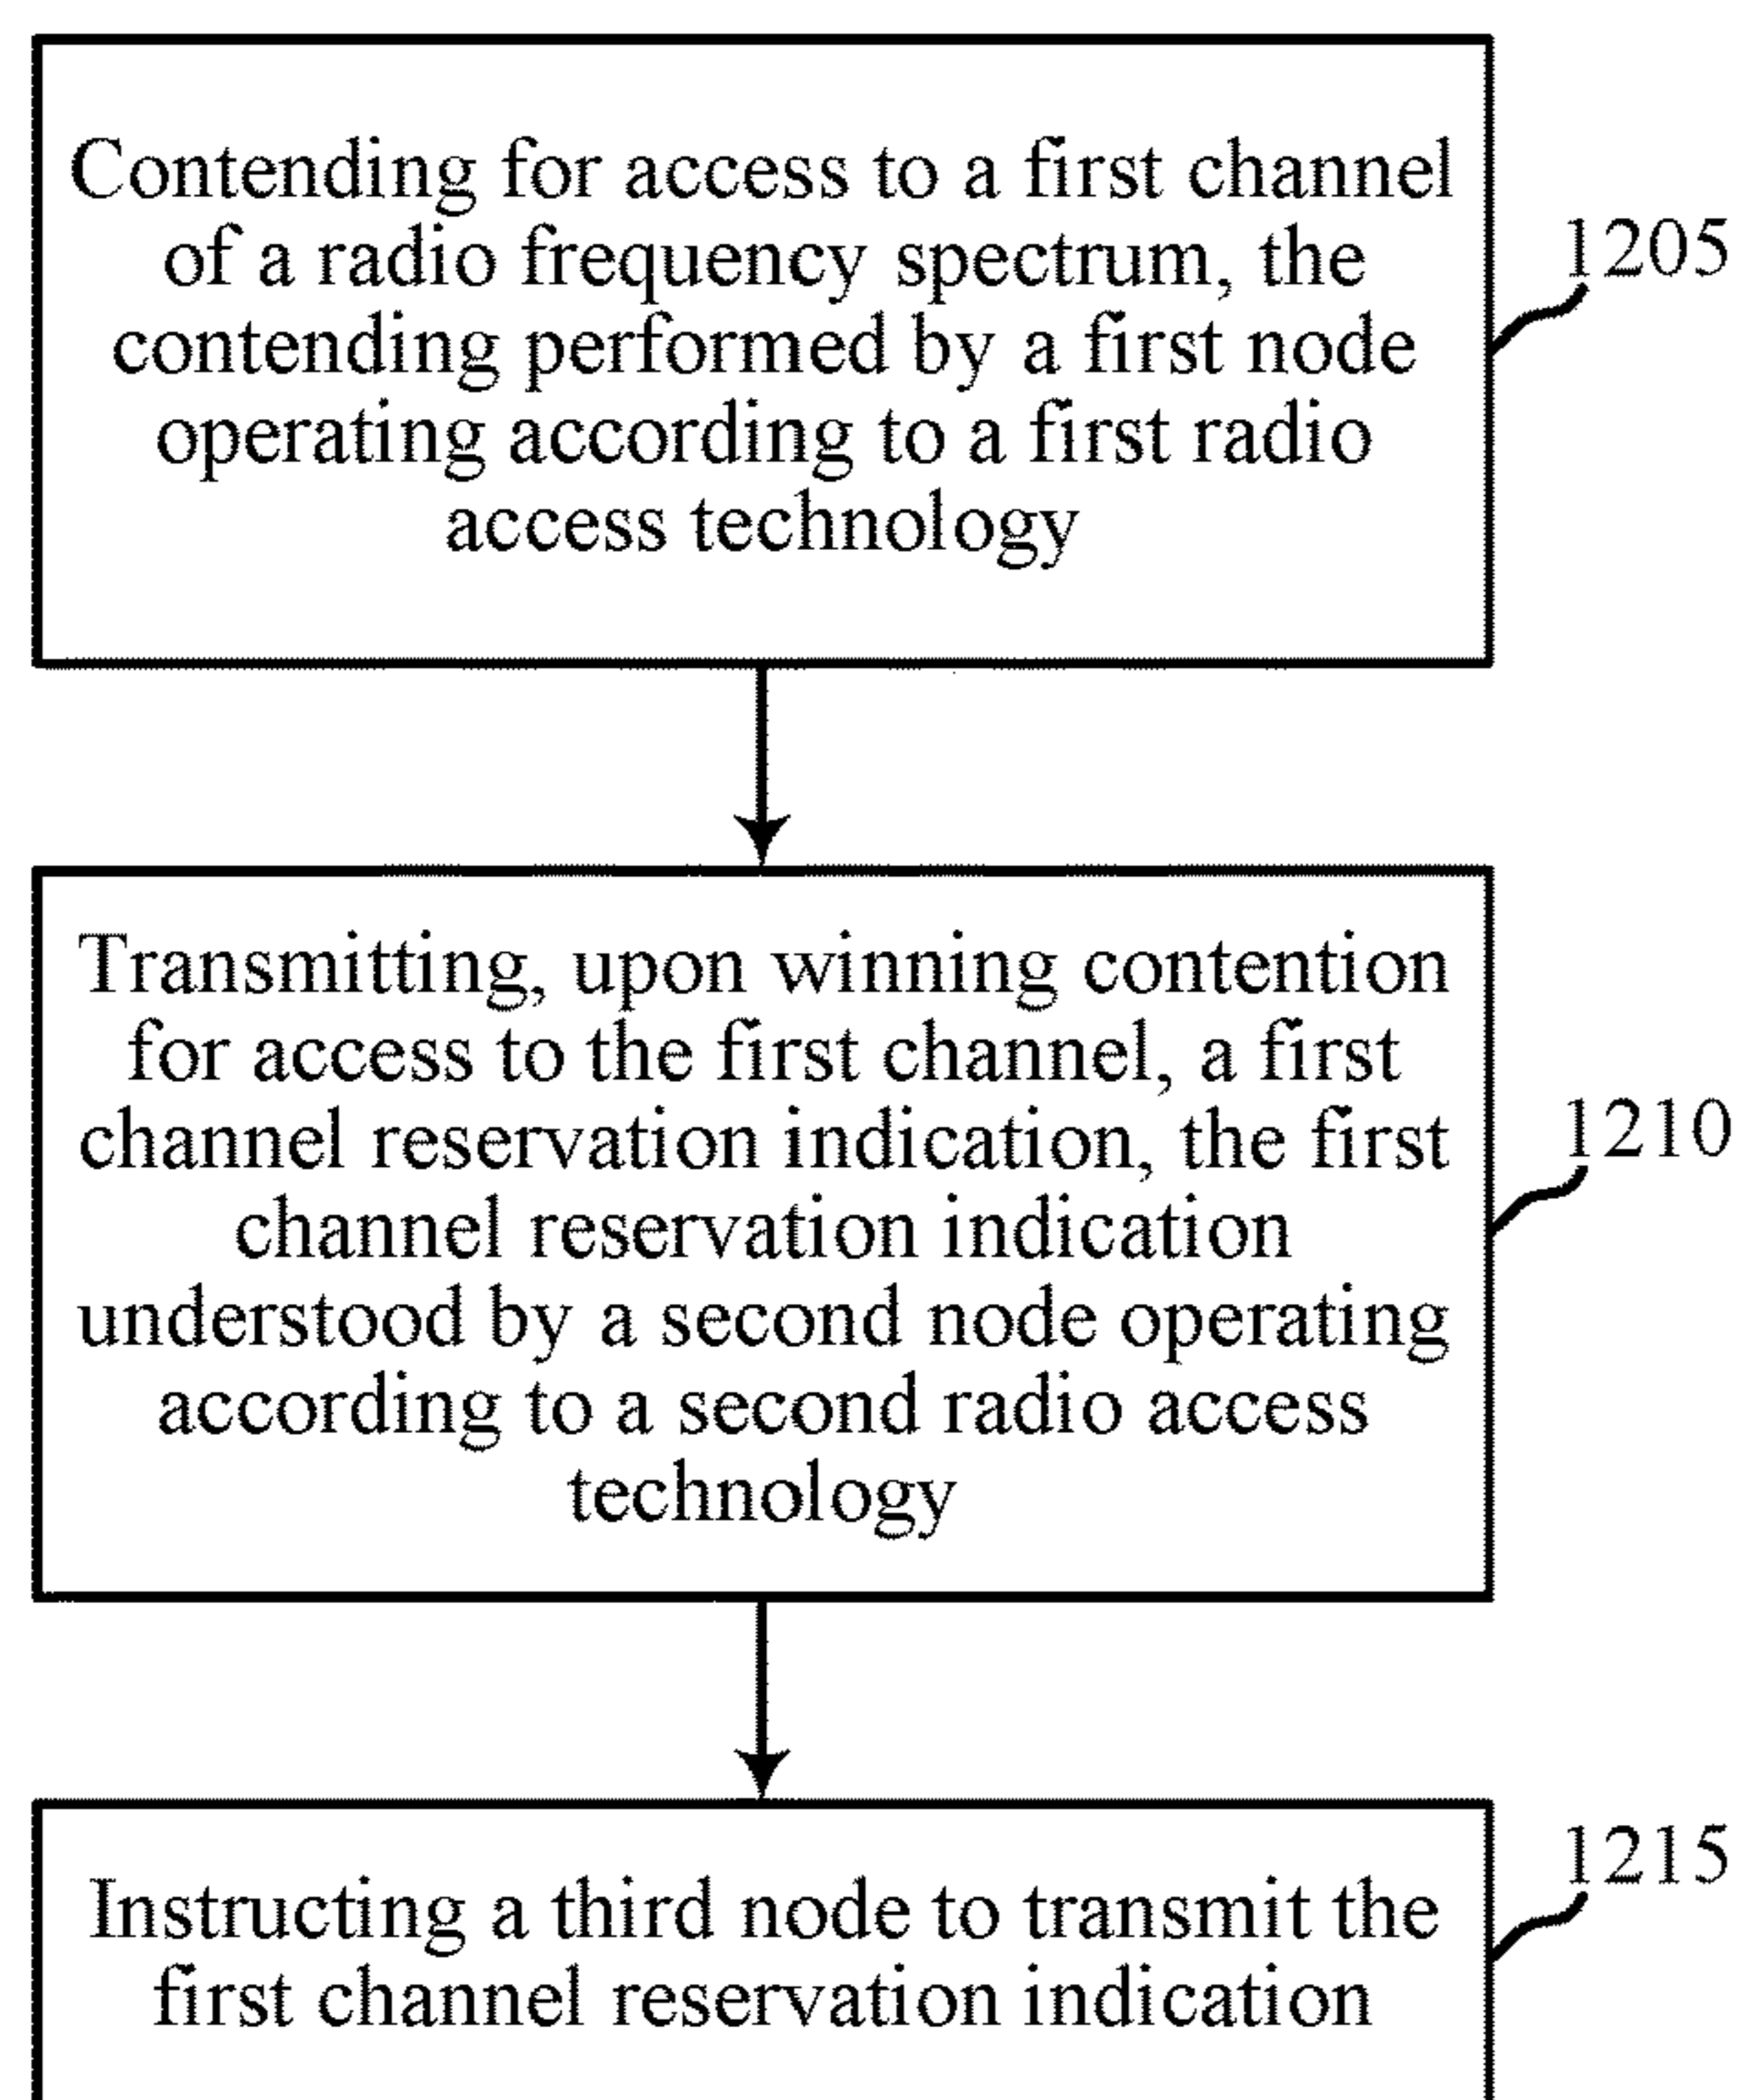 Contending for access to a first channel
of a radio frequency spectrum, the
contending performed by a first node
operating according to a first radio
access technology
1205
Transmitting, upon winning contention
for access to the first channel, a first
channel reservation indication, the first
channel reservation indication
understood by a second node operating
according to a second radio access
technology
1210
Instructing a third node to transmit the
first channel reservation indication
1215